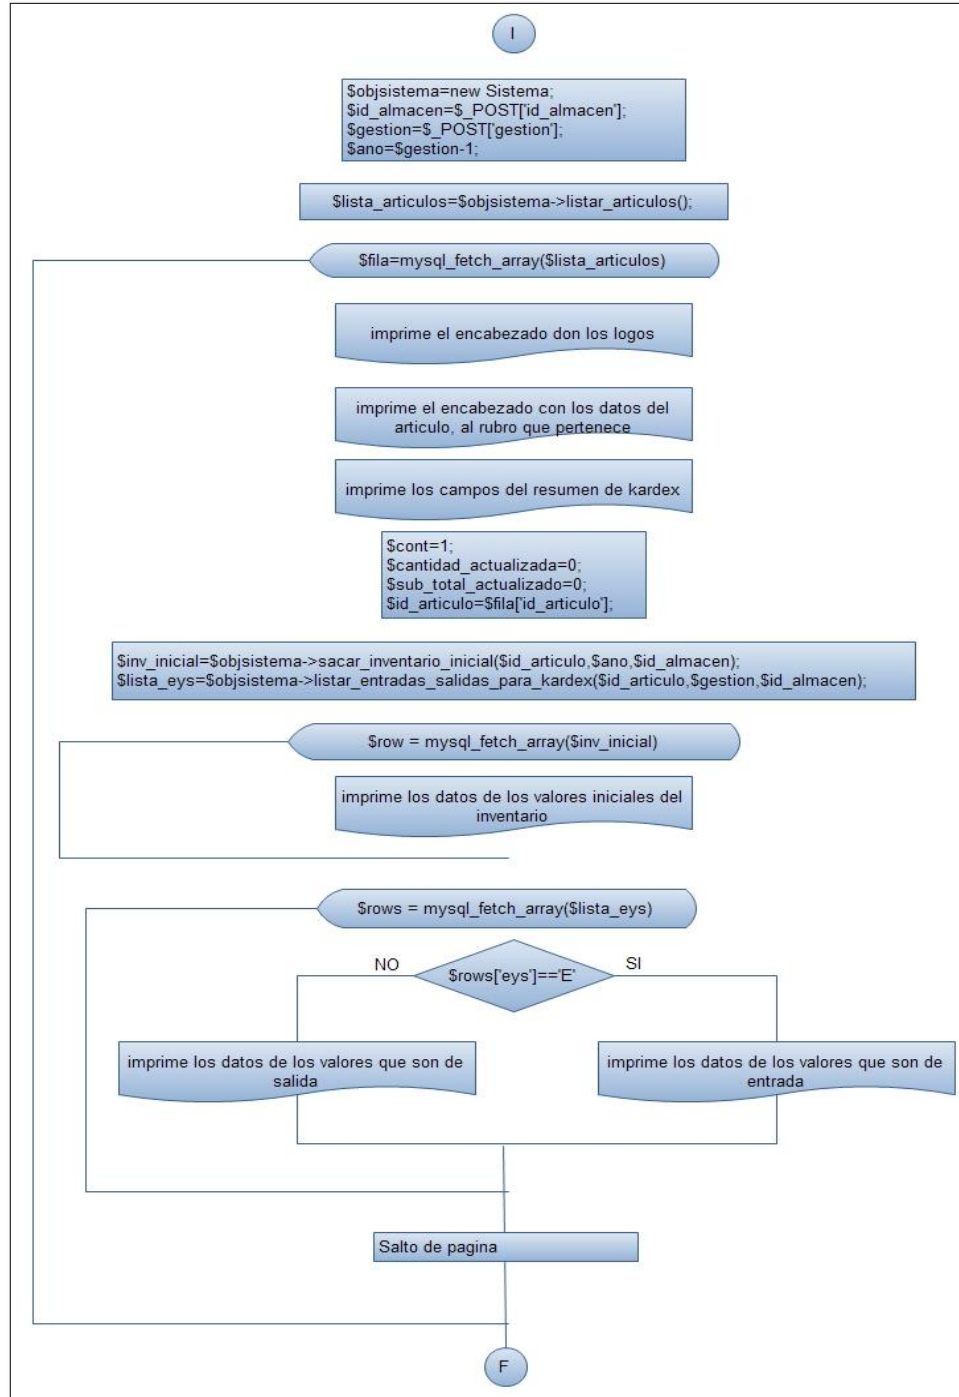 I
$objsistema=new Sistema;
$id_almacen=$_POST['id_almacen'];
$gestion=$_POST['gestion'];
$ano=$gestion-1;
$lista_articulos=$objsistema->listar_articulos();
$fila=mysql_fetch_array($lista_articulos)
imprime el encabezado don los logos
imprime el encabezado con los datos del
articulo, al rubro que pertenece
imprime los campos del resumen de kardex
$cont=1;
$cantidad_actualizada=0;
$sub_total_actualizado=0;
$id_articulo=$fila['id_articulo'];
$inv_inicial=$objsistema->sacar_inventario_inicial($id_articulo,$ano,$id_almacen);
$lista_eys=$objsistema->listar_entradas_salidas_para_kardex($id_articulo,$gestion,$id_almacen);
$row = mysql_fetch_array($inv_inicial)
imprime los datos de los valores iniciales del
inventario
$rows = mysql_fetch_array($lista_eys)
NO
$rows['eys']=='E'
SI
imprime los datos de los valores que son de
salida
imprime los datos de los valores que son de
entrada
Salto de pagina
F